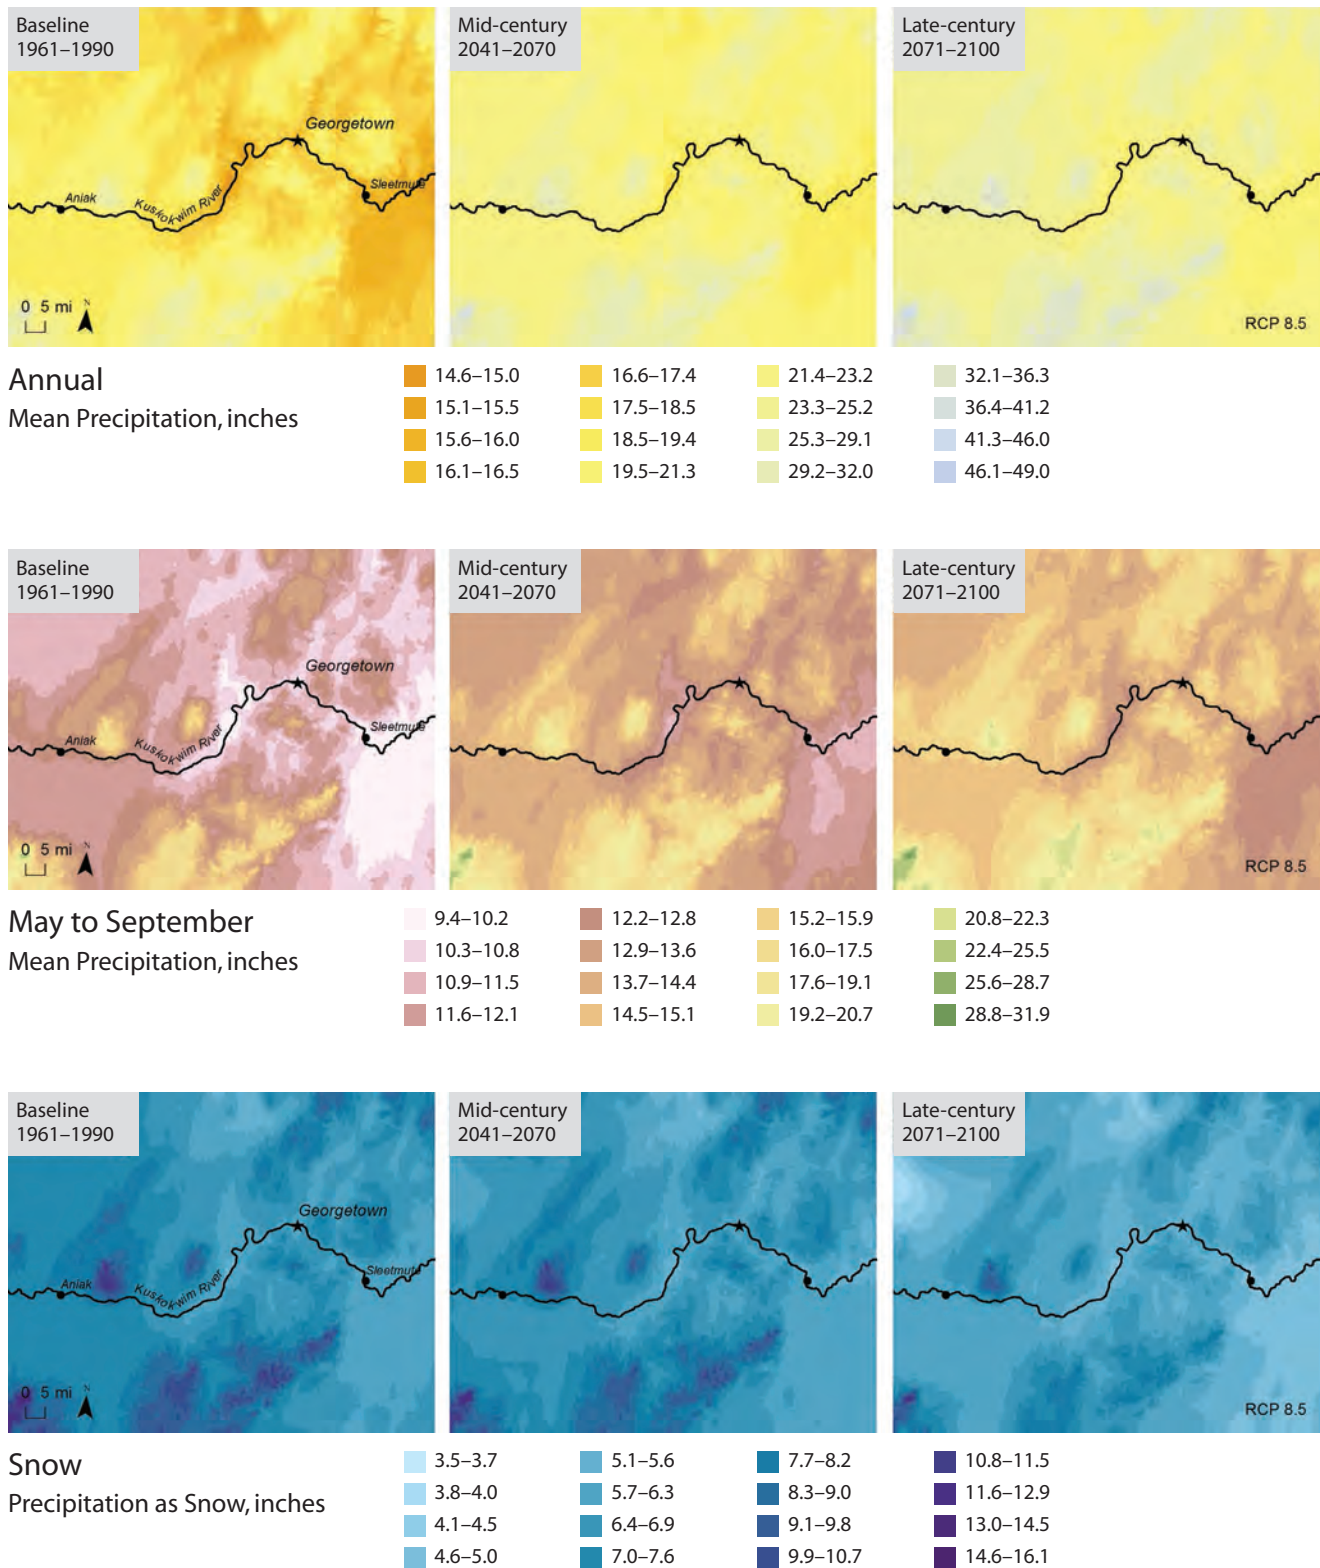 Baseline
1961–1990
Georgetown
Aniak
Kuskokwim River
Sleetmute
0 5 mi
N
Mid-century
2041–2070
Late-century
2071–2100
RCP 8.5
Annual
Mean Precipitation, inches
14.6–15.0
15.1–15.5
15.6–16.0
16.1–16.5
16.6–17.4
17.5–18.5
18.5–19.4
19.5–21.3
21.4–23.2
23.3–25.2
25.3–29.1
29.2–32.0
32.1–36.3
36.4–41.2
41.3–46.0
46.1–49.0
Baseline
1961–1990
Georgetown
Aniak
Kuskokwim River
Sleetmute
0 5 mi
N
Mid-century
2041–2070
Late-century
2071–2100
RCP 8.5
May to September
Mean Precipitation, inches
9.4–10.2
10.3–10.8
10.9–11.5
11.6–12.1
12.2–12.8
12.9–13.6
13.7–14.4
14.5–15.1
15.2–15.9
16.0–17.5
17.6–19.1
19.2–20.7
20.8–22.3
22.4–25.5
25.6–28.7
28.8–31.9
Baseline
1961–1990
Georgetown
Aniak
Kuskokwim River
Sleetmute
0 5 mi
N
Mid-century
2041–2070
Late-century
2071–2100
RCP 8.5
Snow
Precipitation as Snow, inches
3.5–3.7
3.8–4.0
4.1–4.5
4.6–5.0
5.1–5.6
5.7–6.3
6.4–6.9
7.0–7.6
7.7–8.2
8.3–9.0
9.1–9.8
9.9–10.7
10.8–11.5
11.6–12.9
13.0–14.5
14.6–16.1